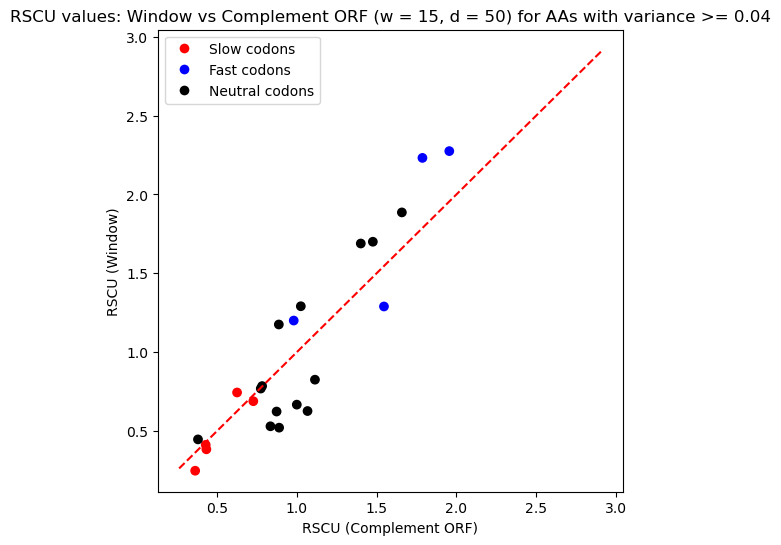 RSCU values: Window vs Complement ORF (w = 15, d = 50) for AAs with variance >= 0.04
Slow codons
Fast codons
Neutral codons
3.0
2.5
2.0
1.5
1.0
0.5
RSCU (Window)
0.5 1.0 1.5 2.0 2.5 3.0
RSCU (Complement ORF)